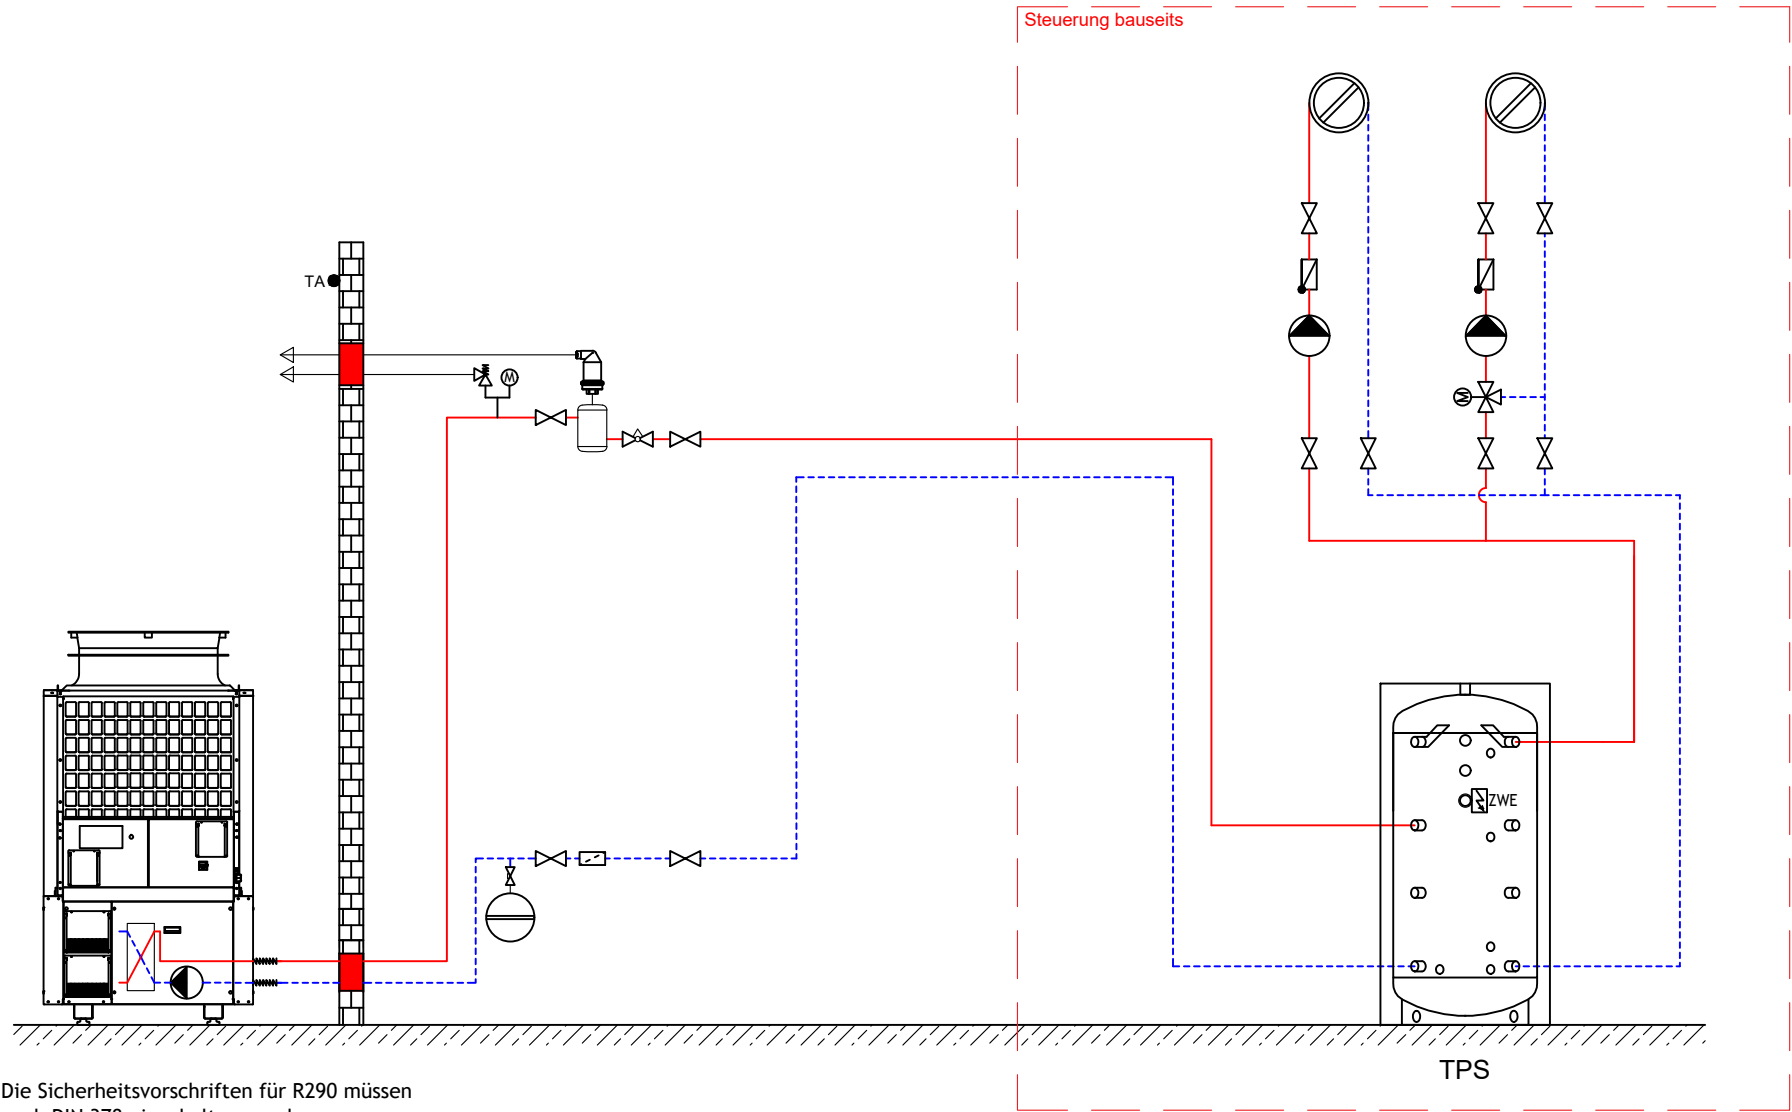 Steuerung bauseits
TA
M
M
ZWE
TPS
Die Sicherheitsvorschriften für R290 müssen